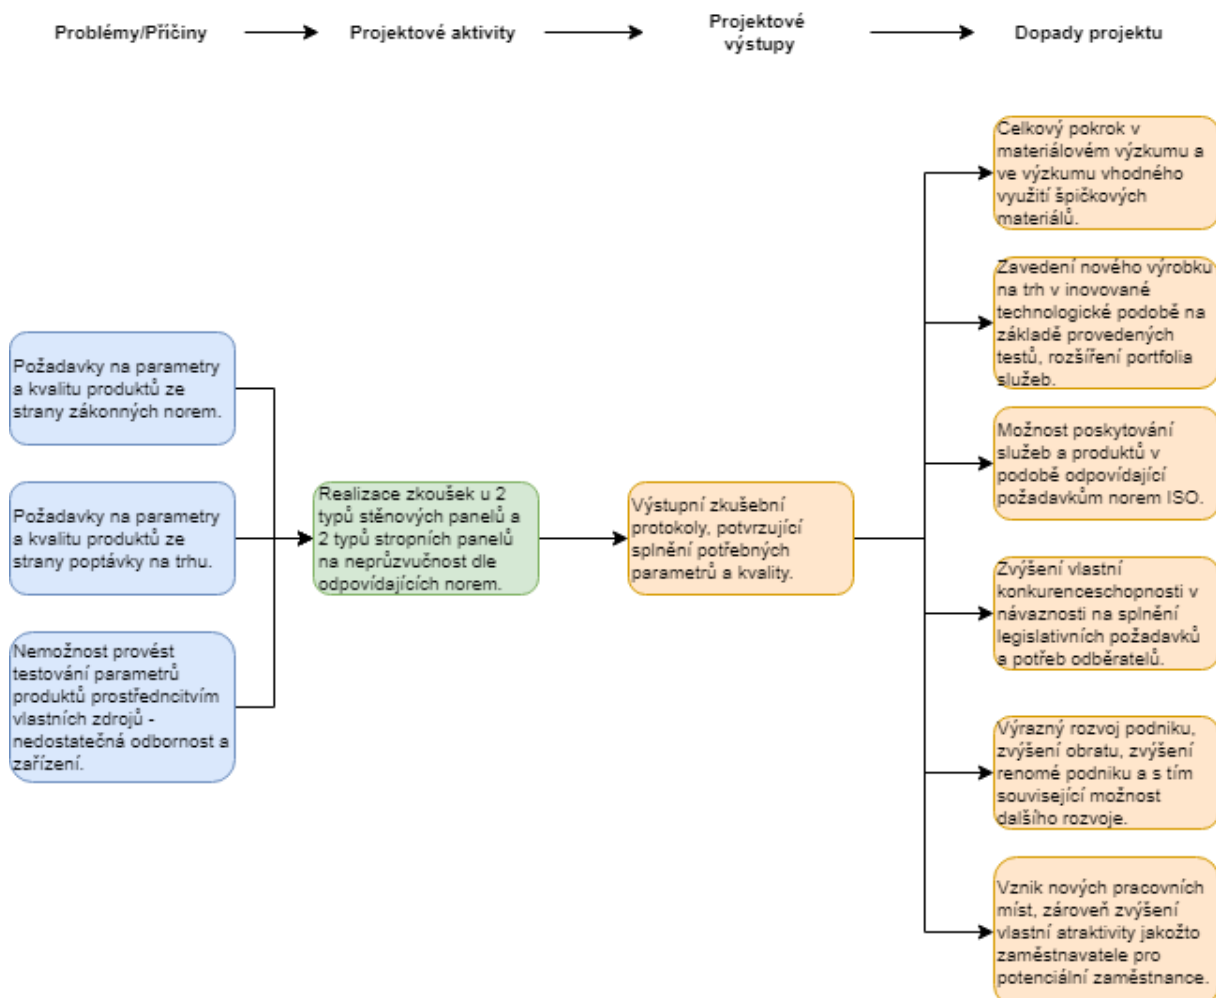 Problémy/Příčiny
Projektové aktivity
Projektové
výstupy
Dopady projektu
Požadavky na parametry
a kvalitu produktů ze
strany zákonných norem.
Požadavky na parametry
a kvalitu produktů ze
strany poptávky na trhu.
Nemožnost provést
testování parametrů
produktů prostředncitvím
vlastních zdrojů -
nedostatečná odbornost a
zařízení.
Realizace zkoušek u 2
typů stěnových panelů a
2 typů stropních panelů
na neprůzvučnost dle
odpovídajících norem.
Výstupní zkušební
protokoly, potvrzující
splnění potřebných
parametrů a kvality.
Celkový pokrok v
materiálovém výzkumu a
ve výzkumu vhodného
využití špičkových
materiálů.
Zavedení nového výrobku
na trh v inovované
technologické podobě na
základě provedených
testů, rozšíření portfolia
služeb.
Možnost poskytování
služeb a produktů v
podobě odpovídající
požadavkům norem ISO.
Zvýšení vlastní
konkurenceschopnosti v
návaznosti na splnění
legislativních požadavků
a potřeb odběratelů.
Výrazný rozvoj podniku,
zvýšení obratu, zvýšení
renomé podniku a s tím
související možnost
dalšího rozvoje.
Vznik nových pracovních
míst, zároveň zvýšení
vlastní atraktivity jakožto
zaměstnavatele pro
potenciální zaměstnance.